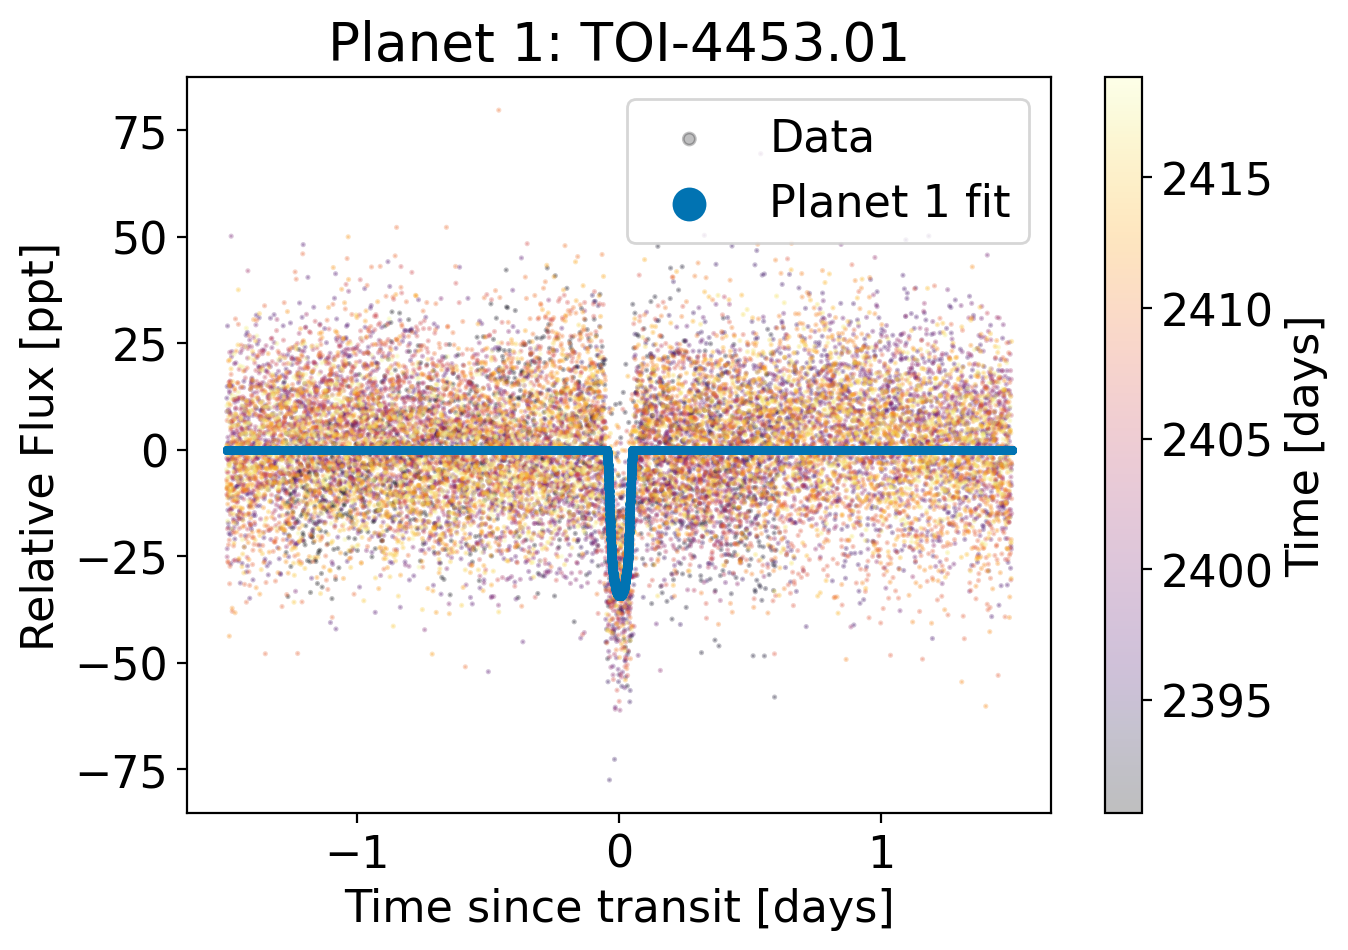 Planet 1: TOI-4453.01
Data
Planet 1 fit
Relative Flux [ppt]
75
50
25
0
−25
−50
−75
−1
0
1
Time since transit [days]
2415
2410
2405
2400
2395
Time [days]